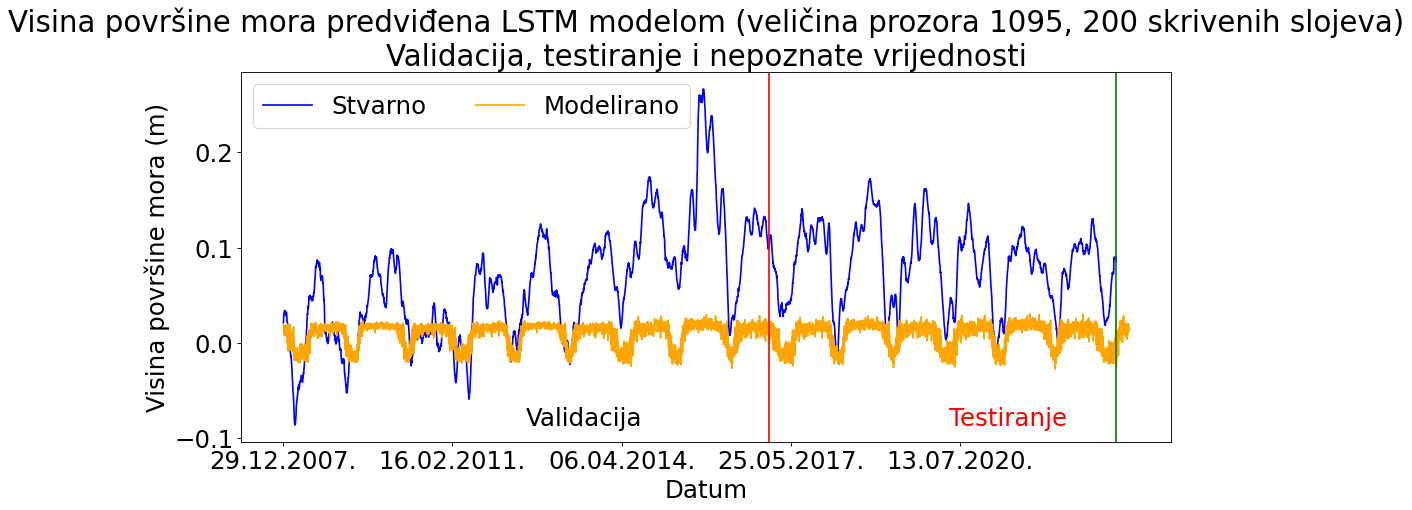 Visina površine mora predviđena LSTM modelom (veličina prozora 1095, 200 skrivenih slojeva)
Validacija, testiranje i nepoznate vrijednosti
Stvarno
Modelirano
Visina površine mora (m)
0.2
0.1
0.0
−0.1
Validacija
Testiranje
29.12.2007.
16.02.2011.
06.04.2014.
25.05.2017.
13.07.2020.
Datum